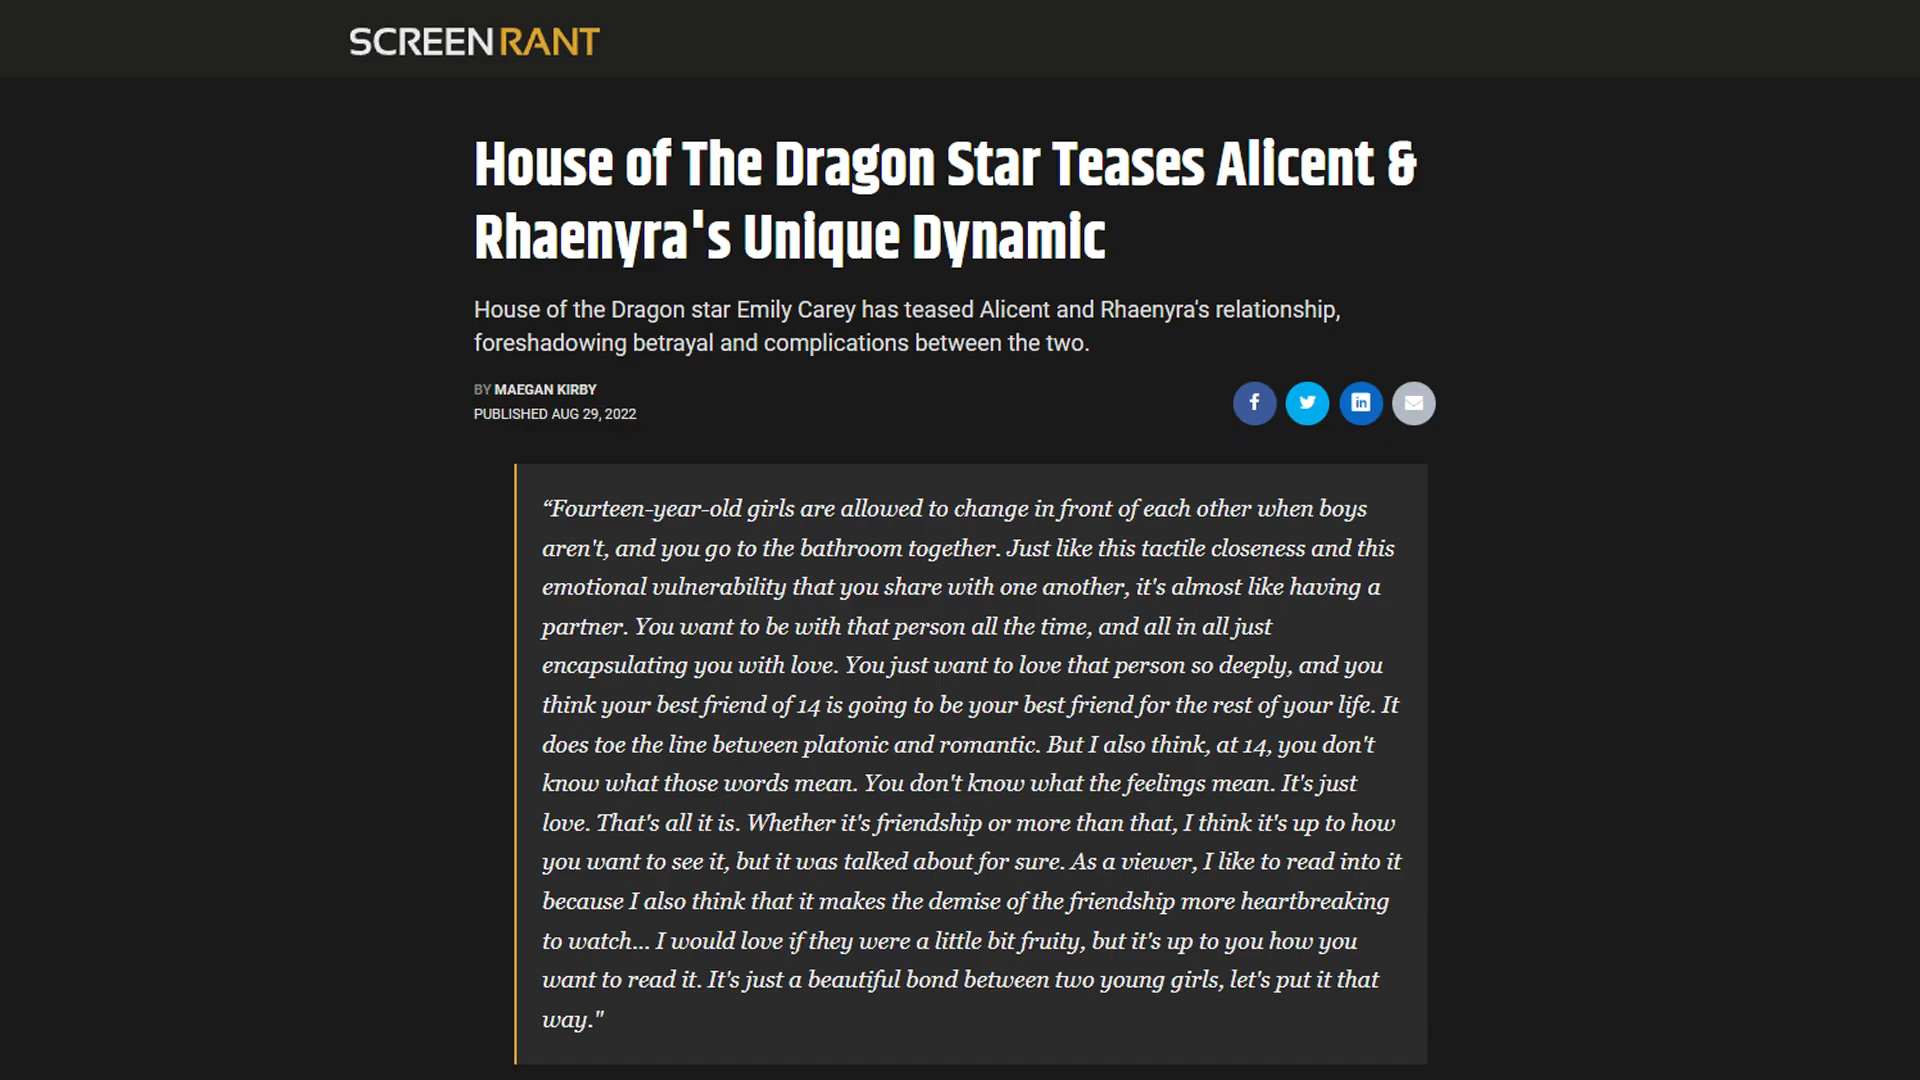 SCREENRANT
House of The Dragon Star Teases Alicent &
Rhaenyra's Unique Dynamic
House of the Dragon star Emily Carey has teased Alicent and Rhaenyra's relationship,
foreshadowing betrayal and complications between the two.
BY MAEGAN KIRBY
PUBLISHED AUG 29, 2022
“Fourteen-year-old girls are allowed to change in front of each other when boys
aren't, and you go to the bathroom together. Just like this tactile closeness and this
emotional vulnerability that you share with one another, it's almost like having a
partner. You want to be with that person all the time, and all in all just
encapsulating you with love. You just want to love that person so deeply, and you
think your best friend of 14 is going to be your best friend for the rest of your life. It
does toe the line between platonic and romantic. But I also think, at 14, you don't
know what those words mean. You don't know what the feelings mean. It's just
love. That's all it is. Whether it's friendship or more than that, I think it's up to how
you want to see it, but it was talked about for sure. As a viewer, I like to read into it
because I also think that it makes the demise of the friendship more heartbreaking
to watch... I would love if they were a little bit fruity, but it's up to you how you
want to read it. It's just a beautiful bond between two young girls, let's put it that
way."